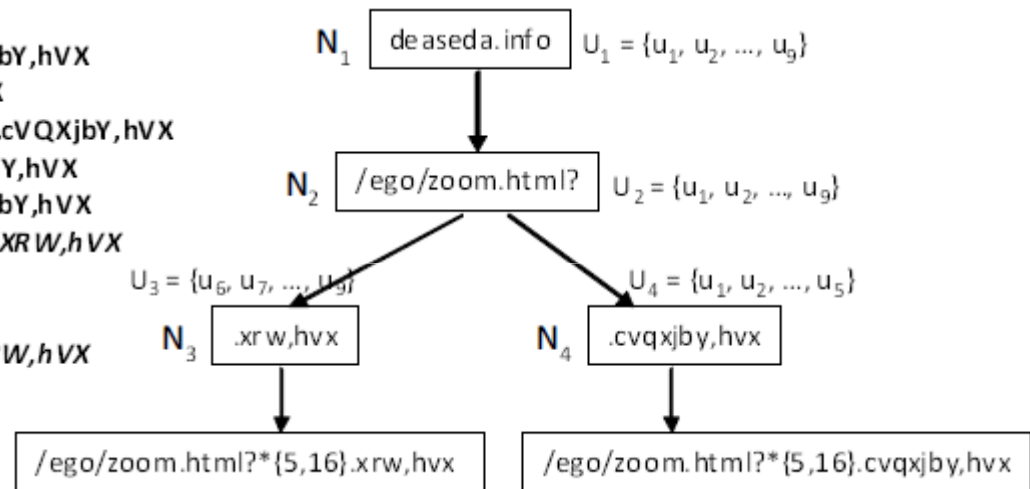 bY,hVX
X
.cVQXjbY,hVX
Y,hVX
bY,hVX
XRW,hVX
W,hVX
N1 deaseda.info U1 = {u1, u2, ..., u9}
N2 /ego/zoom.html? U2 = {u1, u2, ..., u9}
U3 = {u6, u7, ..., u9} U4 = {u1, u2, ..., u5}
N3 .xrw,hvx N4 .cvqxjby,hvx
/ego/zoom.html?*{5,16}.xrw,hvx /ego/zoom.html?*{5,16}.cvqxjby,hvx